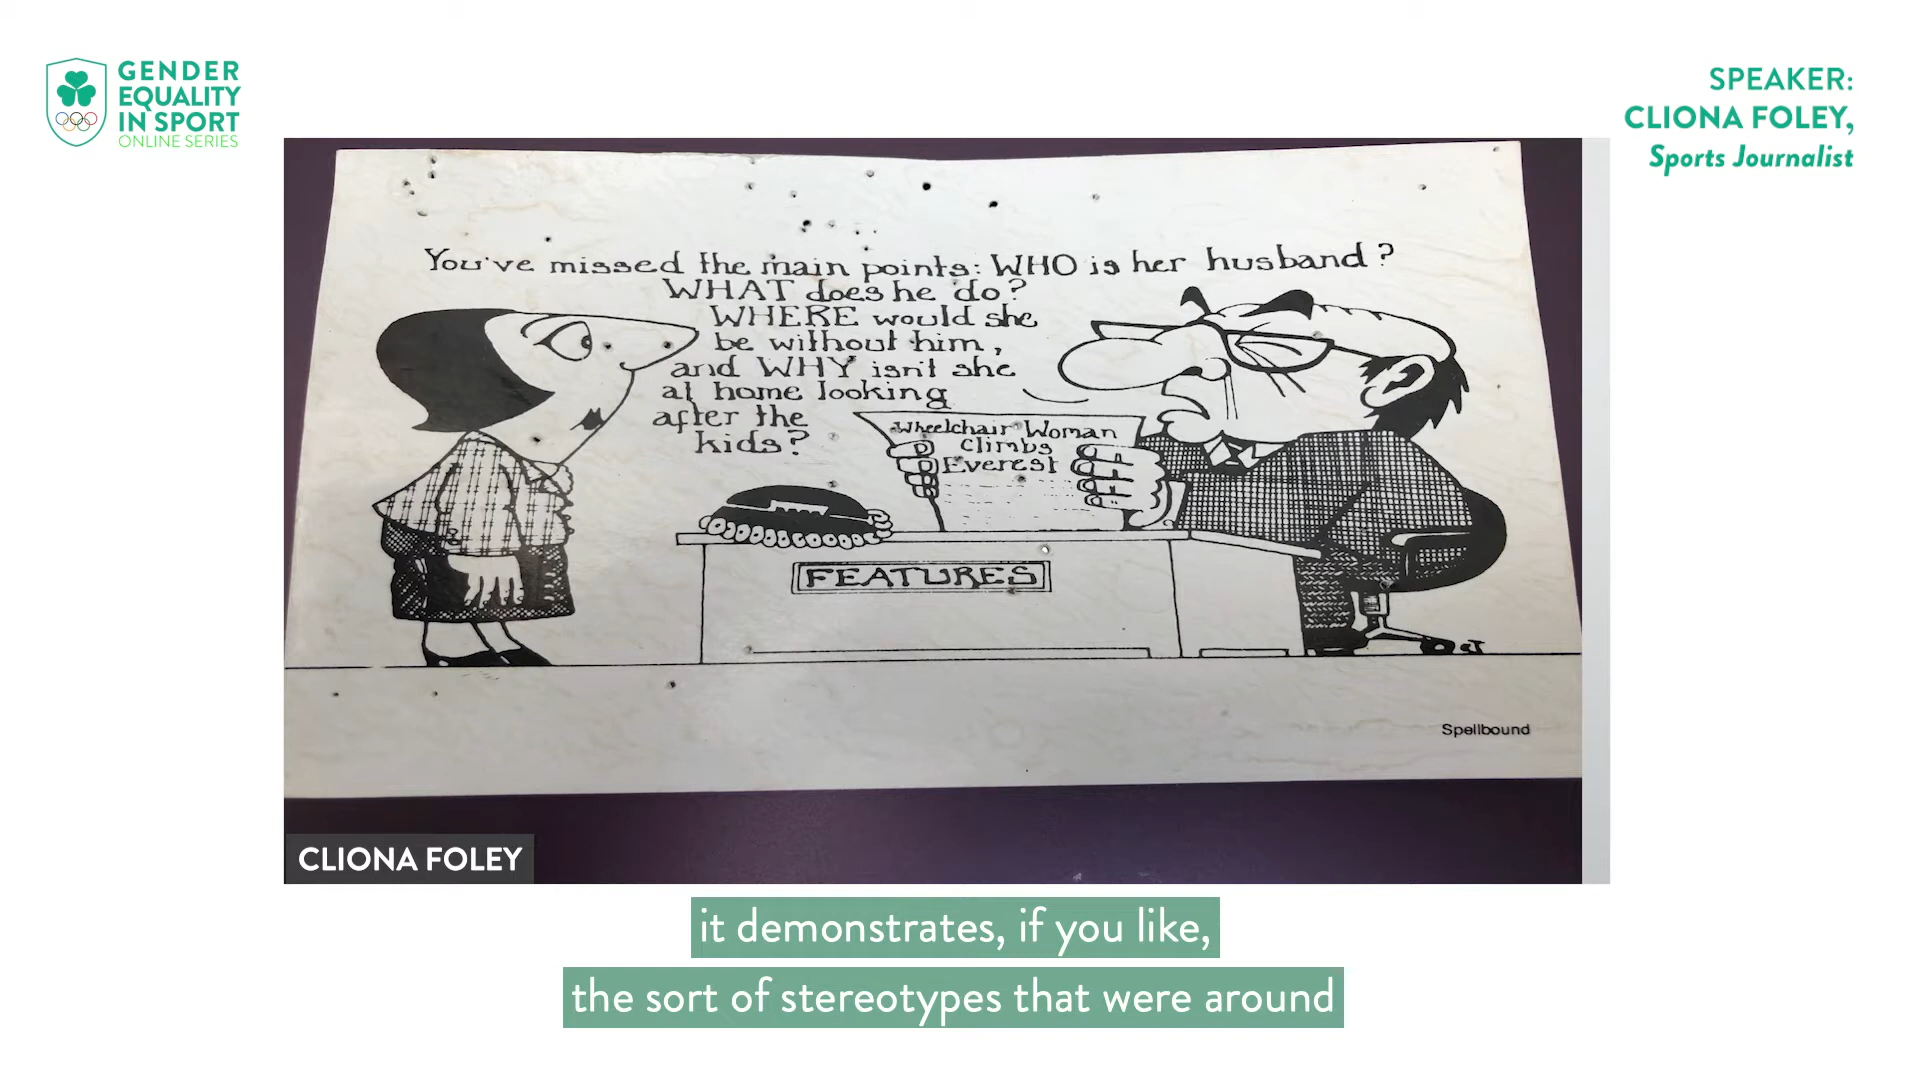 GENDER
EQUALITY
IN SPORT
ONLINE SERIES
SPEAKER:
CLIONA FOLEY,
Sports Journalist
You've missed the main points: WHO is her husband?
WHAT does he do?
WHERE would she
be without him,
and WHY isn't she
at home looking
after the
kids?
Wheelchair Woman
Climbs
Everest
FEATURES
Spellbound
CLIONA FOLEY
it demonstrates, if you like,
the sort of stereotypes that were around